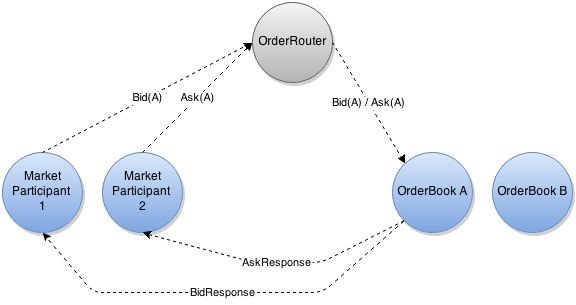 OrderRouter
Bid(A)
Ask(A)
Bid(A) / Ask(A)
Market
Participant
1
Market
Participant
2
OrderBook A
OrderBook B
AskResponse
BidResponse